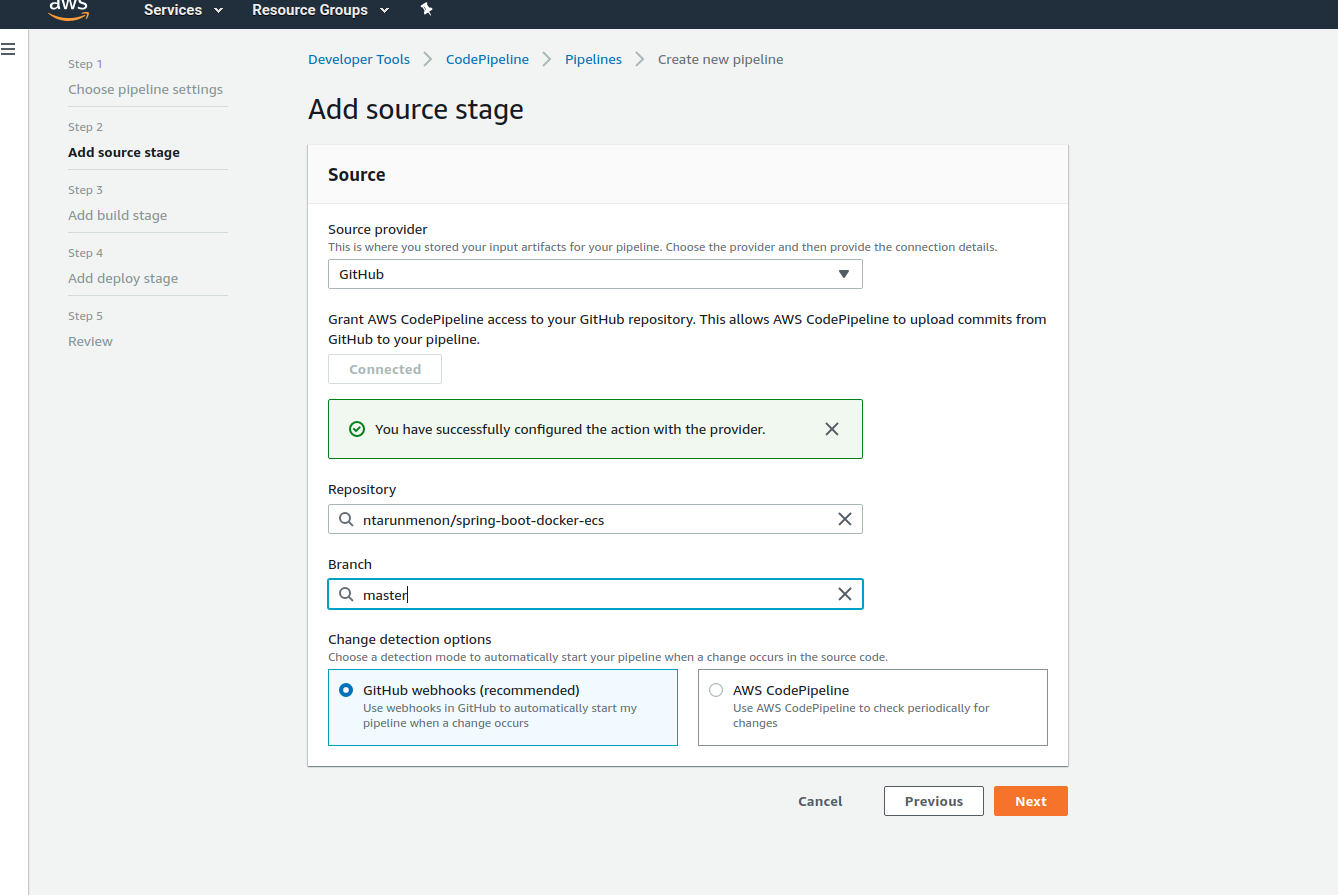 aws
Services
Resource Groups
Step 1
Choose pipeline settings
Step 2
Add source stage
Step 3
Add build stage
Step 4
Add deploy stage
Step 5
Review
Developer Tools
CodePipeline
Pipelines
Create new pipeline
Add source stage
Source
Source provider
This is where you stored your input artifacts for your pipeline. Choose the provider and then provide the connection details.
GitHub
Grant AWS CodePipeline access to your GitHub repository. This allows AWS CodePipeline to upload commits from
GitHub to your pipeline.
Connected
You have successfully configured the action with the provider.
Repository
ntarunmenon/spring-boot-docker-ecs
Branch
master
Change detection options
Choose a detection mode to automatically start your pipeline when a change occurs in the source code.
GitHub webhooks (recommended)
Use webhooks in GitHub to automatically start my
pipeline when a change occurs
AWS CodePipeline
Use AWS CodePipeline to check periodically for
changes
Cancel
Previous
Next